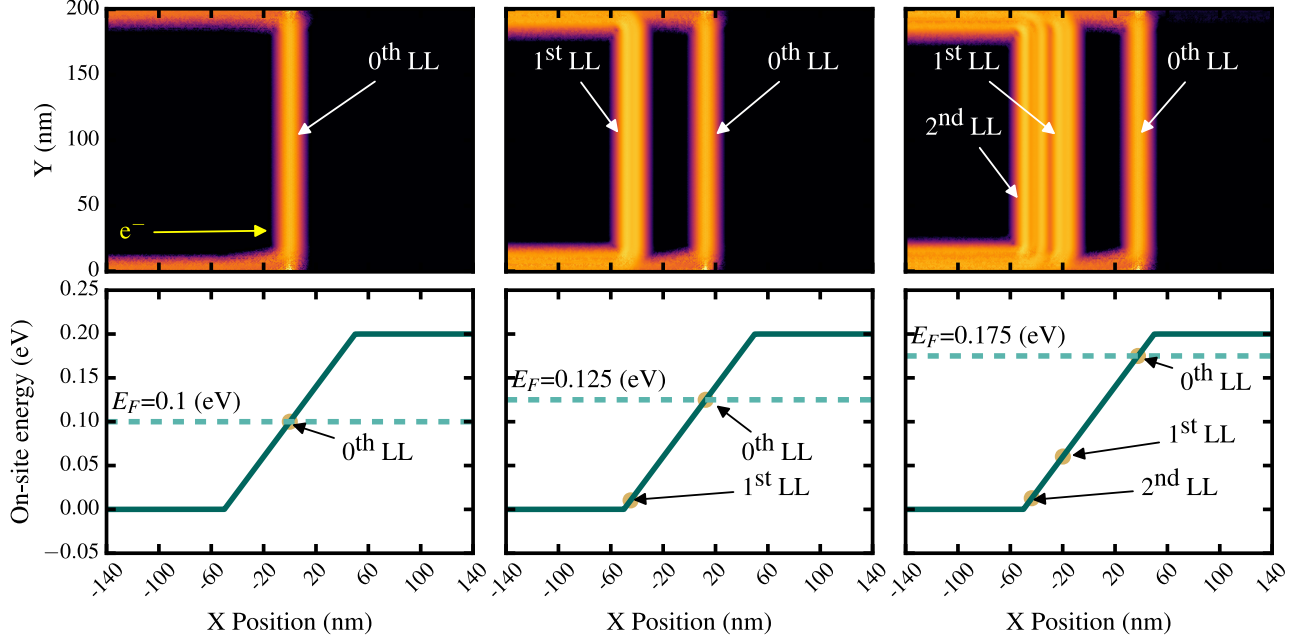 200
150
100
50
0
Y (nm)
0th LL
e−
1st LL
0th LL
1st LL
0th LL
2nd LL
0.25
0.20
0.15
0.10
0.05
0.00
−0.05
On-site energy (eV)
EF=0.1 (eV)
0th LL
-140
-100
-60
-20
20
60
100
140
X Position (nm)
EF=0.125 (eV)
0th LL
1st LL
-140
-100
-60
-20
20
60
100
140
X Position (nm)
EF=0.175 (eV)
0th LL
1st LL
2nd LL
-140
-100
-60
-20
20
60
100
140
X Position (nm)